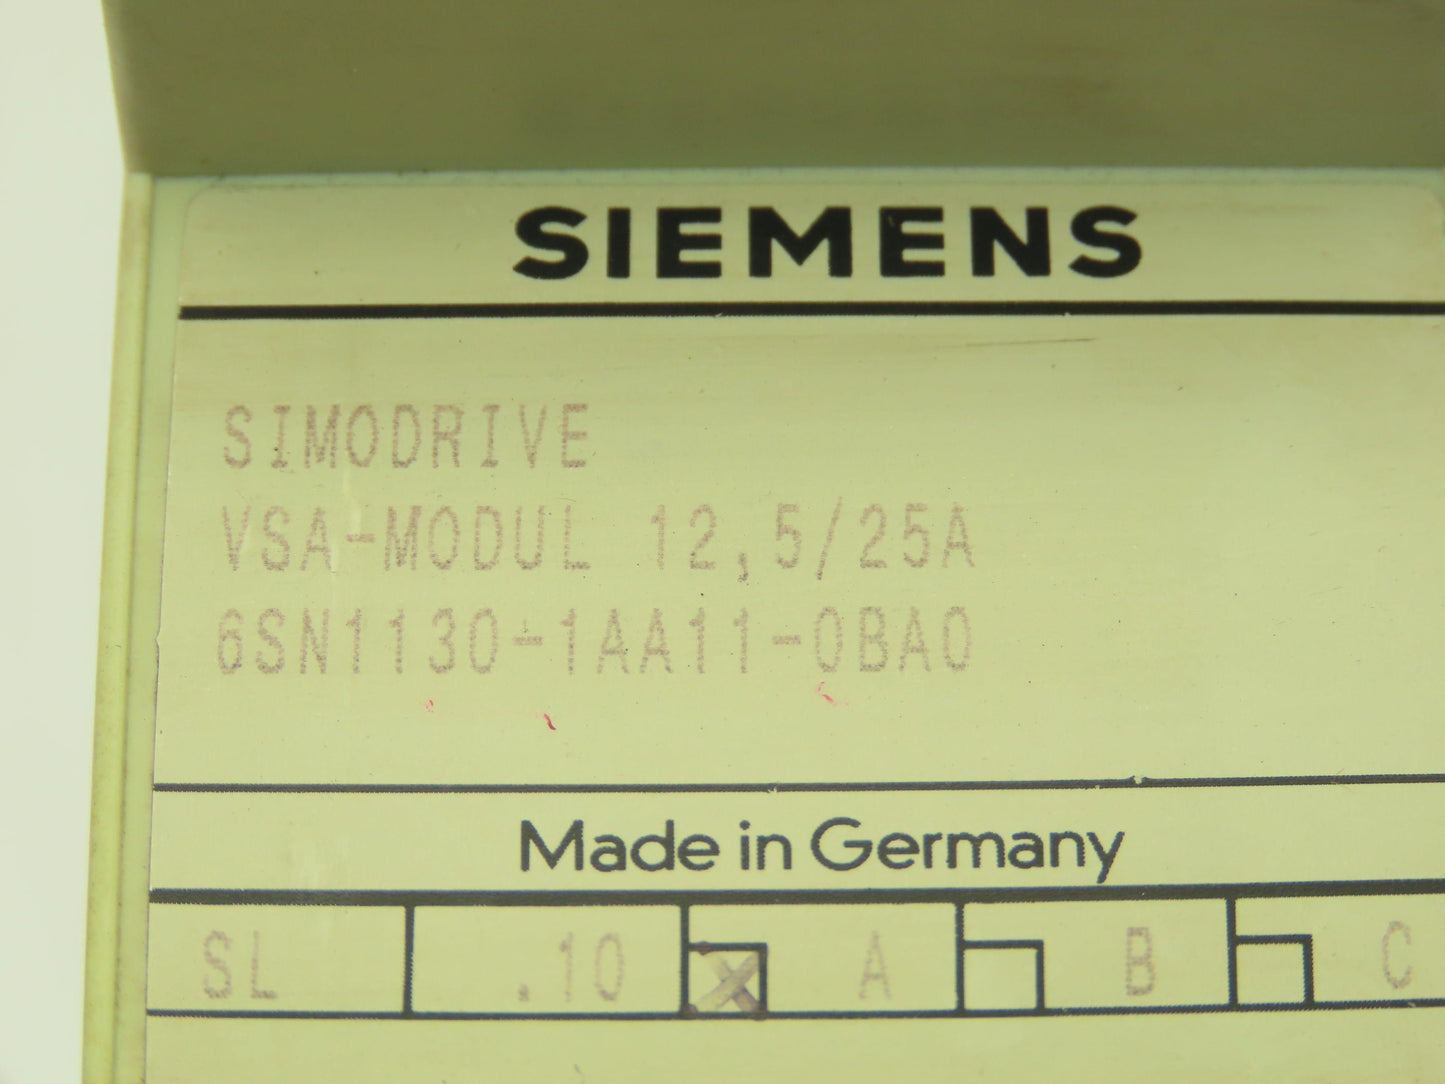 SIEMENS
SIMODRIVE
VSA-MODUL 12,5/25A
6SN1130-1AA11-0BA0
Made in Germany
SL .10 X A B C